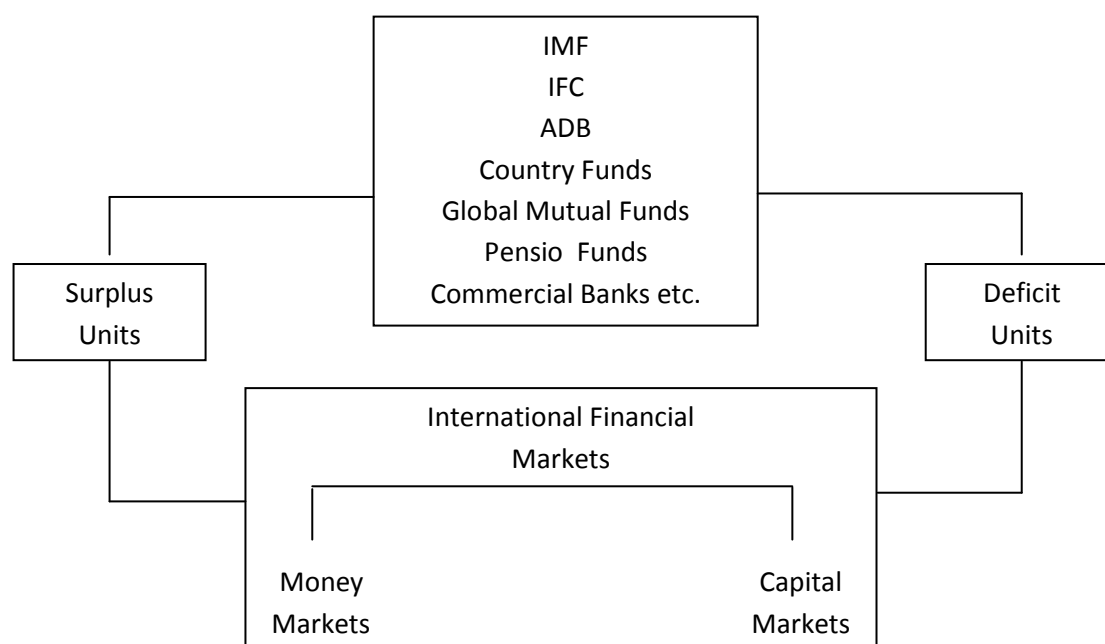 IMF
IFC
ADB
Country Funds
Global Mutual Funds
Pensio Funds
Commercial Banks etc.
Surplus
Units
Deficit
Units
International Financial
Markets
Money
Markets
Capital
Markets